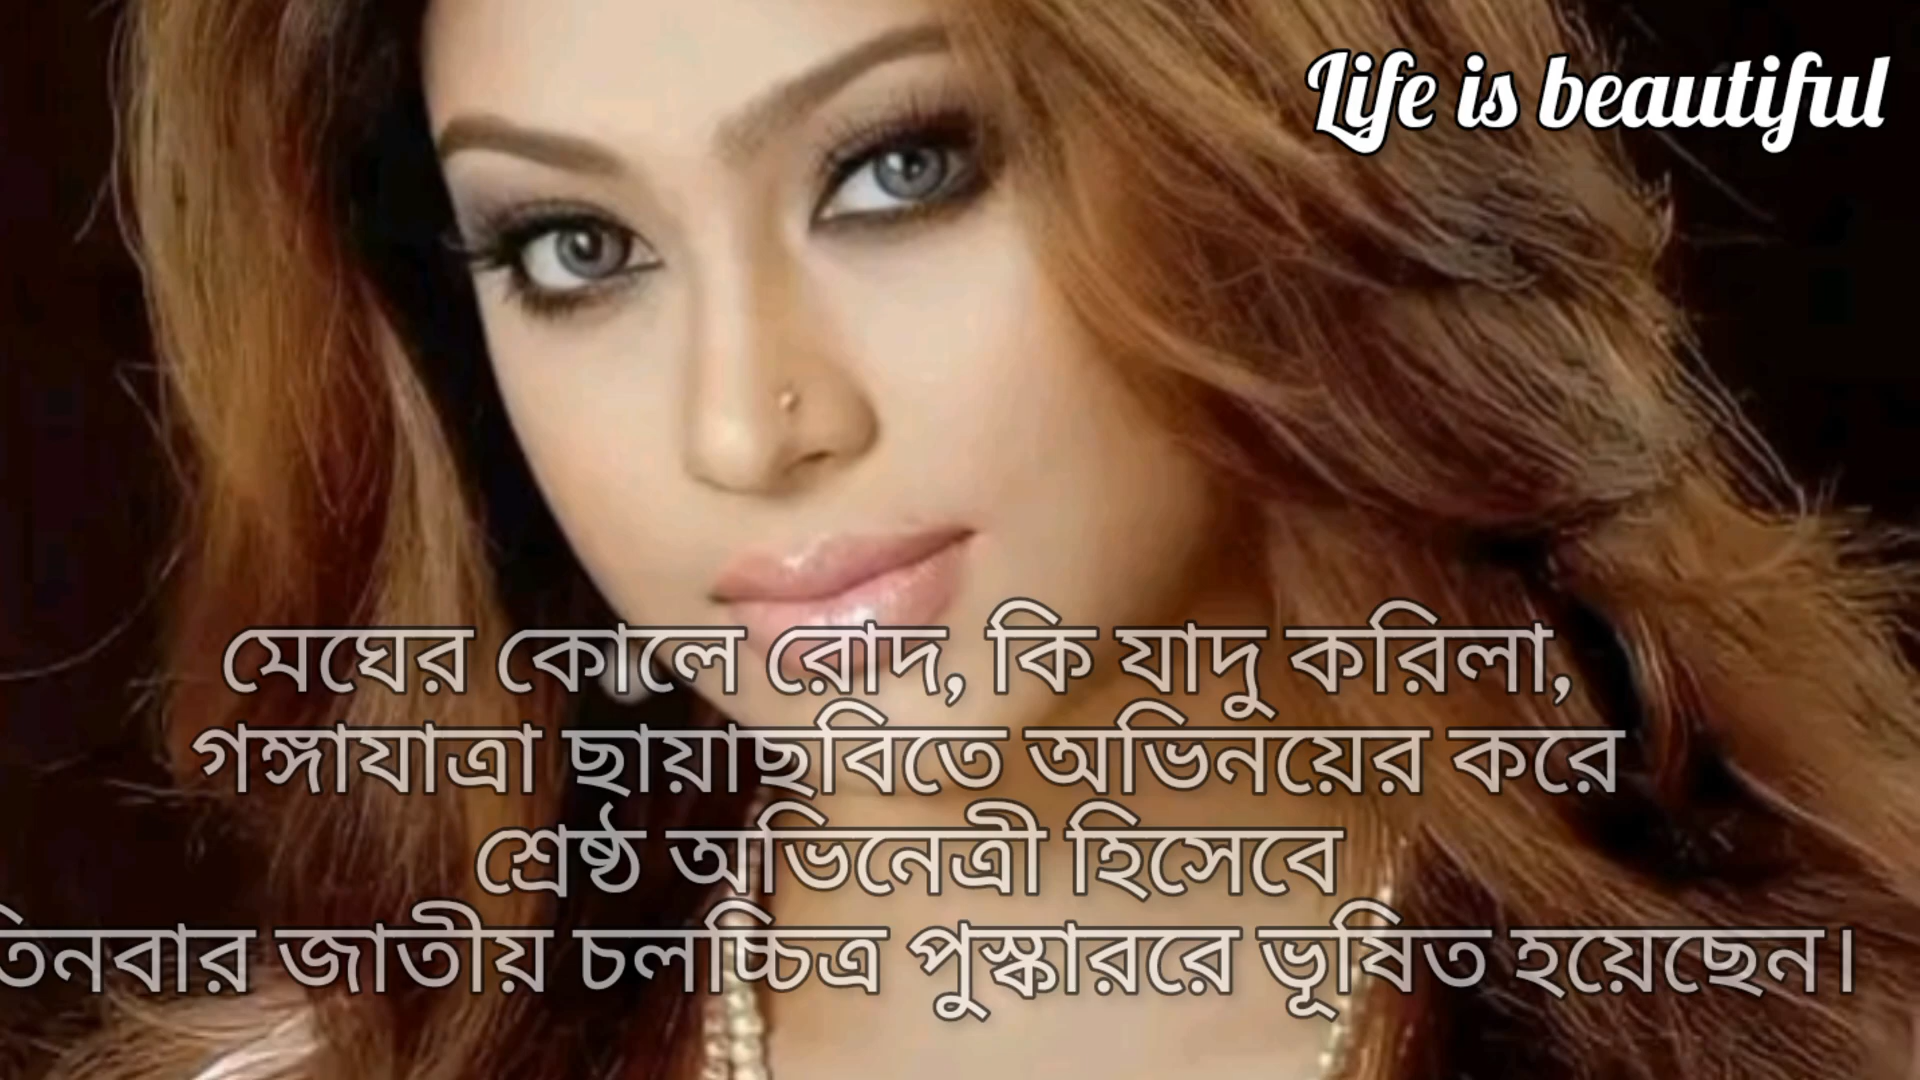 Life is beautiful
মেঘের কোলে রোদ, কি যাদু করিলা,
গঙ্গাযাত্রা ছায়াছবিতে অভিনয়ের করে
শ্রেষ্ঠ অভিনেত্রী হিসেবে
তিনবার জাতীয় চলচ্চিত্র পুস্কাররে ভূষিত হয়েছেন।